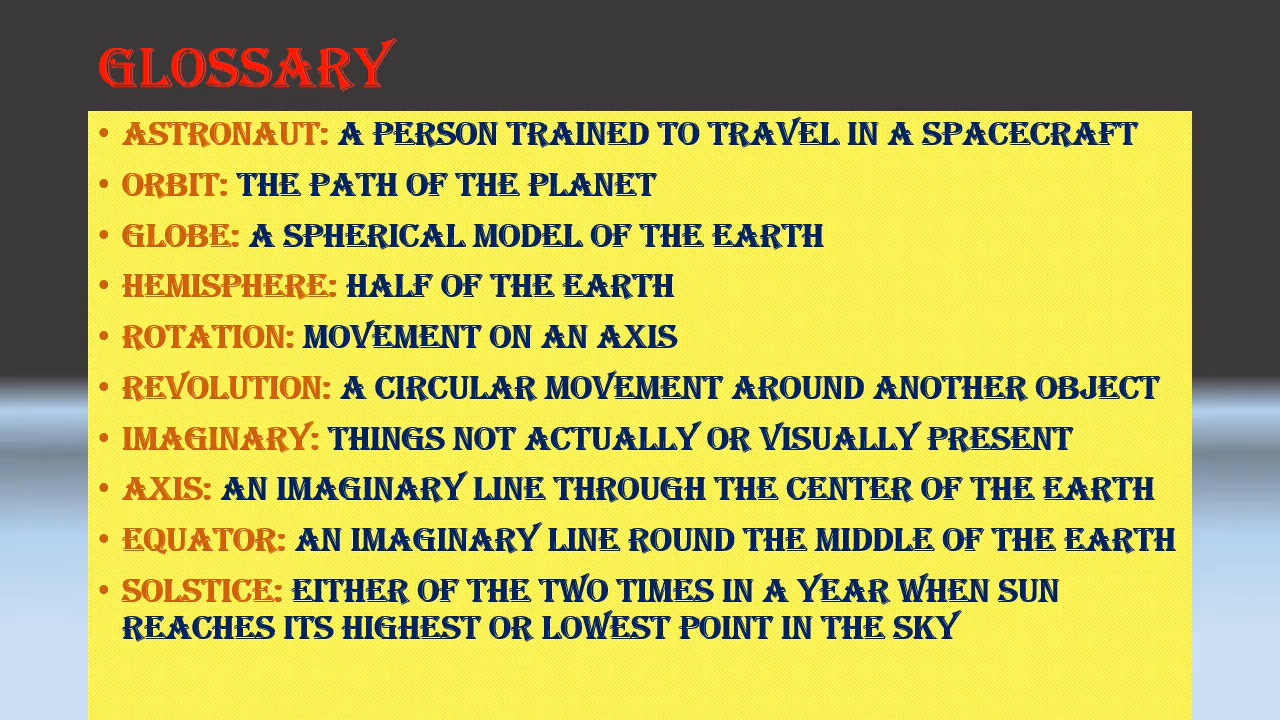 GLOSSARY
• ASTRONAUT: A PERSON TRAINED TO TRAVEL IN A SPACECRAFT
• ORBIT: THE PATH OF THE PLANET
• GLOBE: A SPHERICAL MODEL OF THE EARTH
• HEMISPHERE: HALF OF THE EARTH
• ROTATION: MOVEMENT ON AN AXIS
• REVOLUTION: A CIRCULAR MOVEMENT AROUND ANOTHER OBJECT
• IMAGINARY: THINGS NOT ACTUALLY OR VISUALLY PRESENT
• AXIS: AN IMAGINARY LINE THROUGH THE CENTER OF THE EARTH
• EQUATOR: AN IMAGINARY LINE ROUND THE MIDDLE OF THE EARTH
• SOLSTICE: EITHER OF THE TWO TIMES IN A YEAR WHEN SUN
REACHES ITS HIGHEST OR LOWEST POINT IN THE SKY